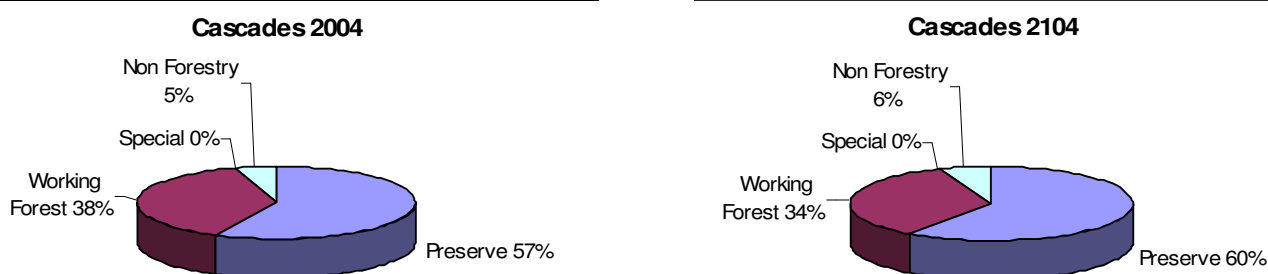 Cascades 2004
Non Forestry
5%
Special 0%
Working
Forest 38%
Preserve 57%
Cascades 2104
Non Forestry
6%
Special 0%
Working
Forest 34%
Preserve 60%